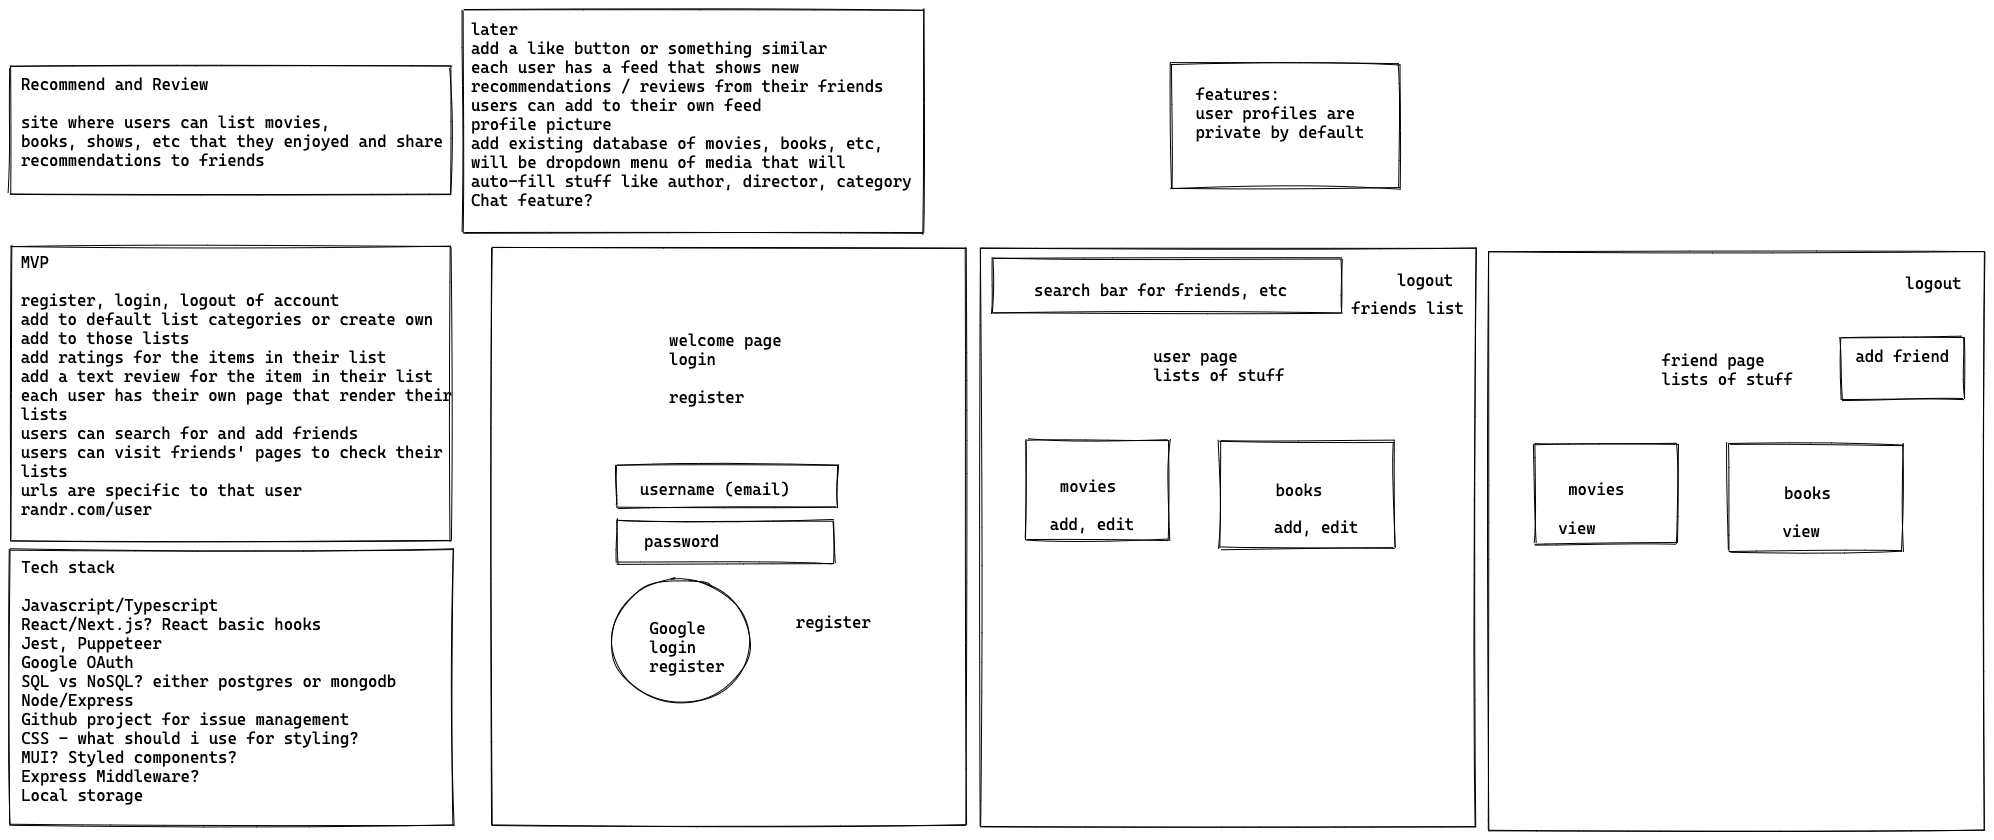 Recommend and Review
site where users can list movies,
books, shows, etc that they enjoyed and share
recommendations to friends
later
add a like button or something similar
each user has a feed that shows new
recommendations / reviews from their friends
users can add to their own feed
profile picture
add existing database of movies, books, etc,
will be dropdown menu of media that will
auto-fill stuff like author, director, category
Chat feature?
features:
user profiles are
private by default
MVP
register, login, logout of account
add to default list categories or create own
add to those lists
add ratings for the items in their list
add a text review for the item in their list
each user has their own page that render their
lists
users can search for and add friends
users can visit friends' pages to check their
lists
urls are specific to that user
randr.com/user
Tech stack
Javascript/Typescript
React/Next.js? React basic hooks
Jest, Puppeteer
Google OAuth
SQL vs NoSQL? either postgres or mongodb
Node/Express
Github project for issue management
CSS - what should i use for styling?
MUI? Styled components?
Express Middleware?
Local storage
welcome page
login
register
username (email)
password
Google
login
register
register
search bar for friends, etc
logout
friends list
user page
lists of stuff
movies
add, edit
books
add, edit
logout
friend page
lists of stuff
add friend
movies
view
books
view